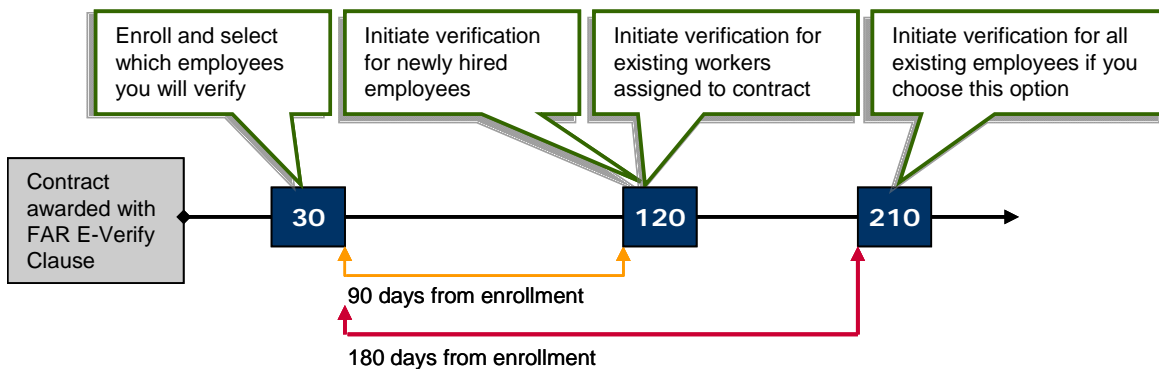 Enroll and select
which employees
you will verify
Initiate verification
for newly hired
employees
Initiate verification for
existing workers
assigned to contract
Initiate verification for all
existing employees if you
choose this option
Contract
awarded with
FAR E-Verify
Clause
30
120
210
90 days from enrollment
180 days from enrollment